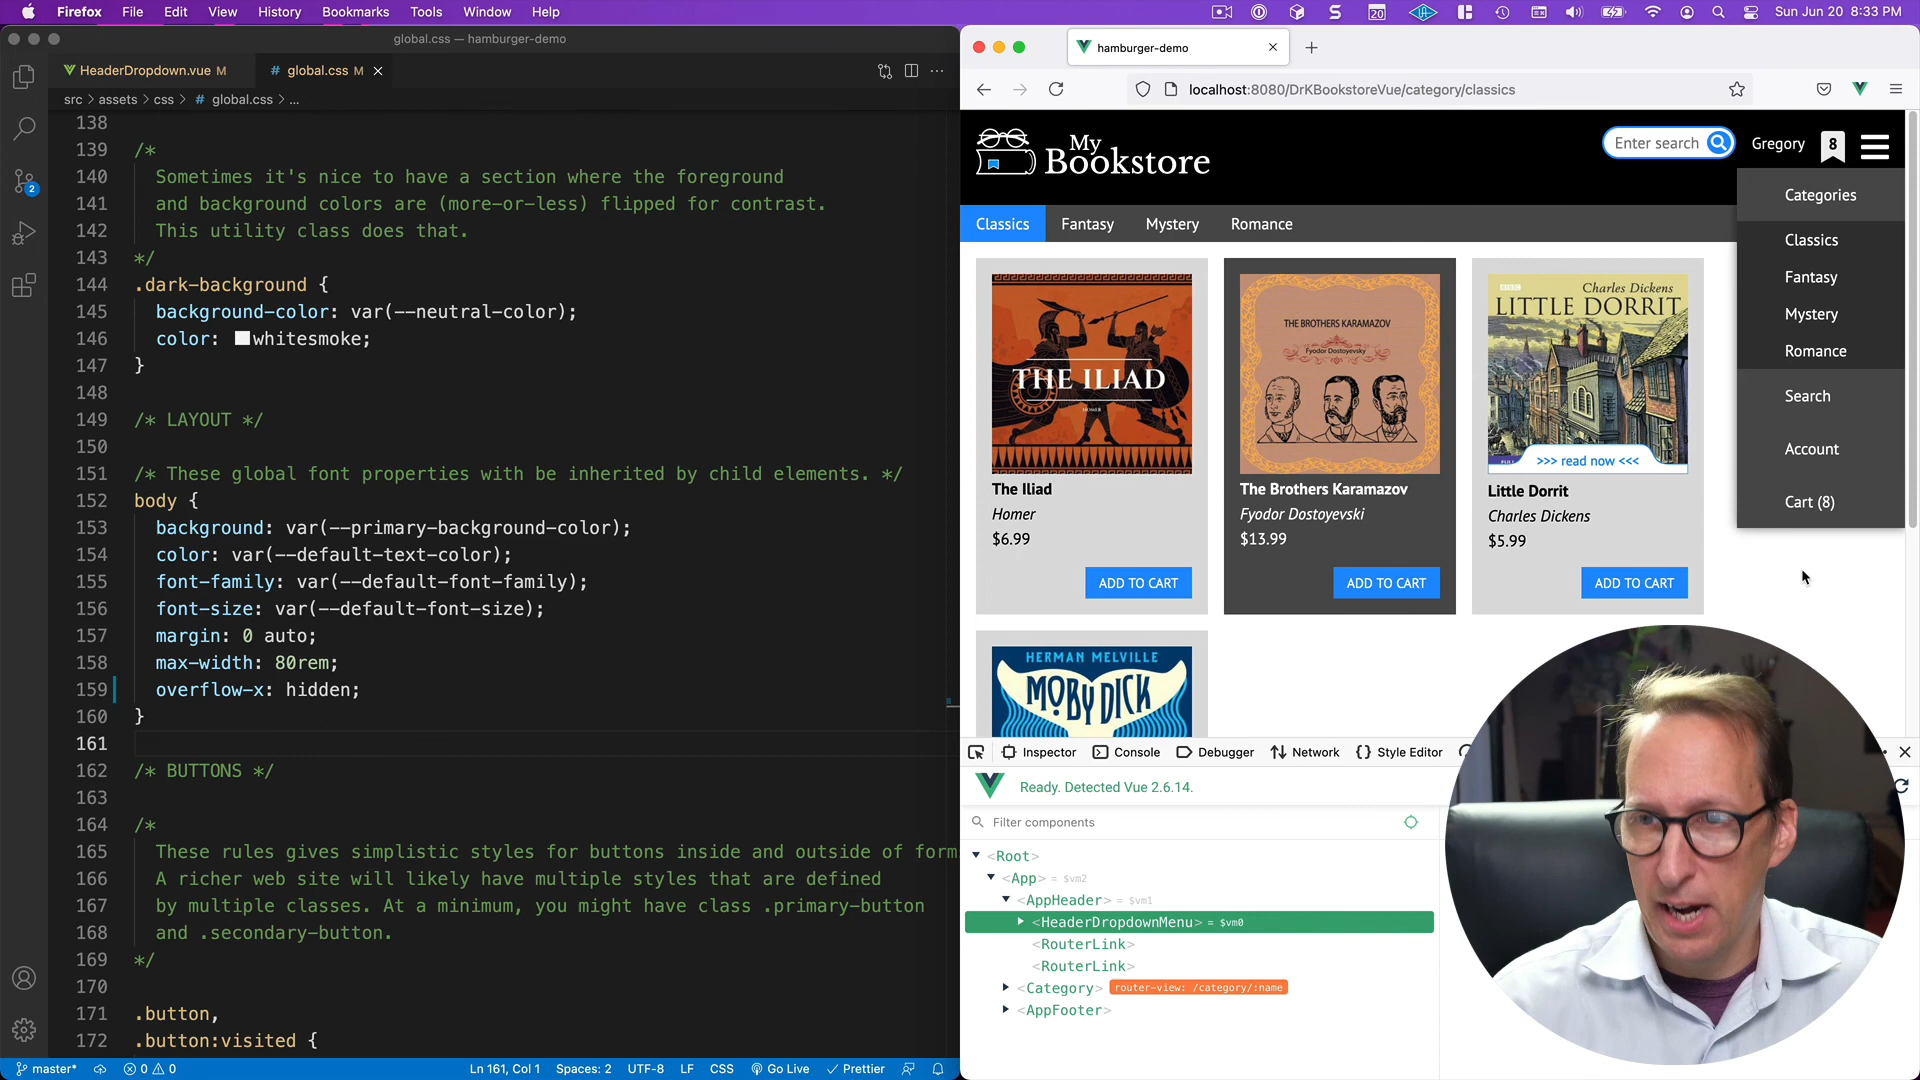 Firefox File Edit View History Bookmarks Tools Window Help
20
Sun Jun 20 8:33 PM
global.css — hamburger-demo
HeaderDropdown.vue M
# global.css M
src > assets > css > # global.css > ...
2
138
139 /*
140 Sometimes it's nice to have a section where the foreground
141 and background colors are (more-or-less) flipped for contrast.
142 This utility class does that.
143 */
144 .dark-background {
145 background-color: var(--neutral-color);
146 color: whitesmoke;
147 }
148
149 /* LAYOUT */
150
151 /* These global font properties with be inherited by child elements. */
152 body {
153 background: var(--primary-background-color);
154 color: var(--default-text-color);
155 font-family: var(--default-font-family);
156 font-size: var(--default-font-size);
157 margin: 0 auto;
158 max-width: 80rem;
159 overflow-x: hidden;
160 }
161
162 /* BUTTONS */
163
164 /*
165 These rules gives simplistic styles for buttons inside and outside of form
166 A richer web site will likely have multiple styles that are defined
167 by multiple classes. At a minimum, you might have class .primary-button
168 and .secondary-button.
169 */
170
171 .button,
172 .button:visited {
master* 0 0
Ln 161, Col 1 Spaces: 2 UTF-8 LF CSS Go Live Prettier
hamburger-demo
localhost:8080/DrKBookstoreVue/category/classics
My
Bookstore
Enter search
Gregory
8
Classics Fantasy Mystery Romance
Categories
Classics
Fantasy
Mystery
Romance
Search
Account
Cart (8)
THE ILIAD
HOMER
The Iliad
Homer
$6.99
ADD TO CART
THE BROTHERS KARAMAZOV
Fyodor Dostoyevsky
The Brothers Karamazov
Fyodor Dostoyevski
$13.99
ADD TO CART
BBC
Charles Dickens
LITTLE DORRIT
>>> read now <<<
Little Dorrit
Charles Dickens
$5.99
ADD TO CART
HERMAN MELVILLE
MOBY DICK
Inspector Console Debugger Network {} Style Editor
Ready. Detected Vue 2.6.14.
Filter components
<Root>
<App> = $vm2
<AppHeader> = $vm1
<HeaderDropdownMenu> = $vm0
<RouterLink>
<RouterLink>
<Category> router-view: /category/:name
<AppFooter>